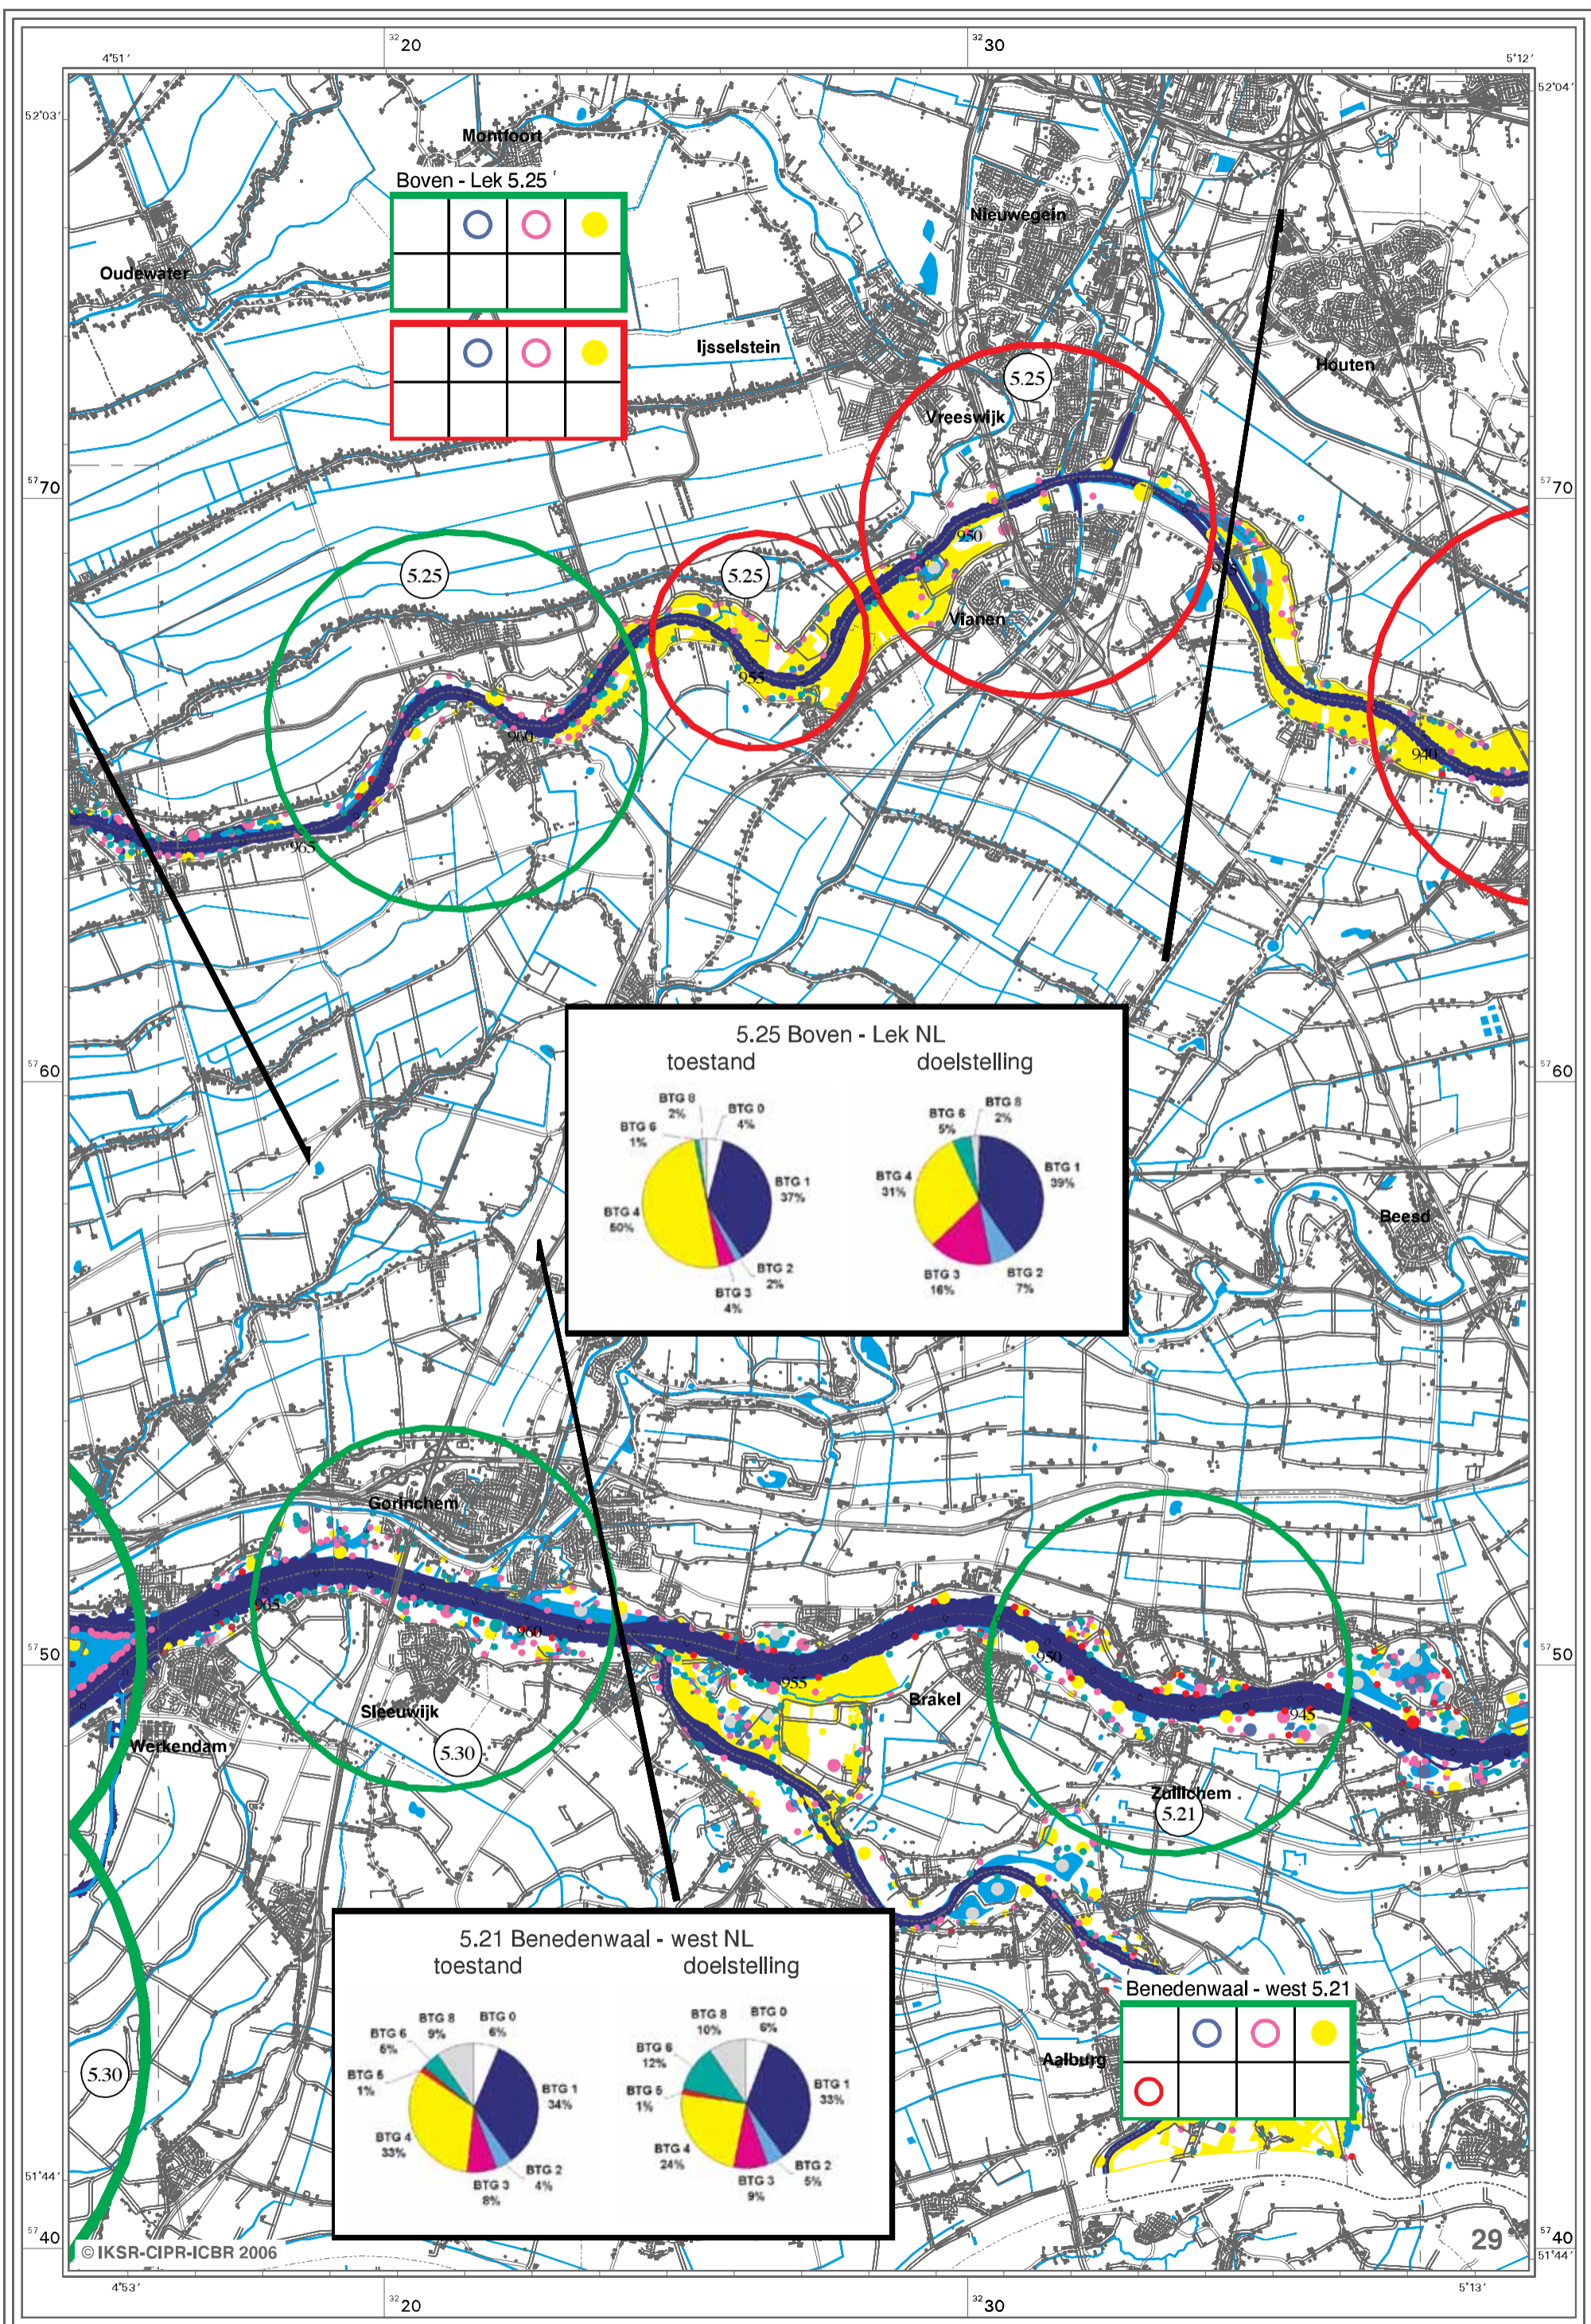 32 20
32 30
4°51′
5°12′
52°03′
52°04′
Montfoort
Boven - Lek 5.25
Nieuwegein
Oudewater
Ijsselstein
Houten
5.25
Vreeswijk
57 70
57 70
950
5.25
5.25
Vianen
955
960
940
965
5.25 Boven - Lek NL
toestand
doelstelling
BTG 8
2%
BTG 0
4%
BTG 6
1%
BTG 1
37%
BTG 4
50%
BTG 2
2%
BTG 3
4%
BTG 8
2%
BTG 6
5%
BTG 1
39%
BTG 4
31%
BTG 3
16%
BTG 2
7%
57 60
57 60
Beesd
Gorinchem
965
960
57 50
57 50
950
955
945
Brakel
Sleeuwijk
5.30
Werkendam
Zuilichem
5.21
5.21 Benedenwaal - west NL
toestand
doelstelling
BTG 8
9%
BTG 0
6%
BTG 6
5%
BTG 5
1%
BTG 1
34%
BTG 4
33%
BTG 2
4%
BTG 3
8%
BTG 8
10%
BTG 0
6%
BTG 6
12%
BTG 5
1%
BTG 1
33%
BTG 4
24%
BTG 2
5%
BTG 3
9%
Benedenwaal - west 5.21
Aalburg
5.30
51°44′
57 40
57 40
51°44′
© IKSR-CIPR-ICBR 2006
29
4°53′
5°13′
32 20
32 30